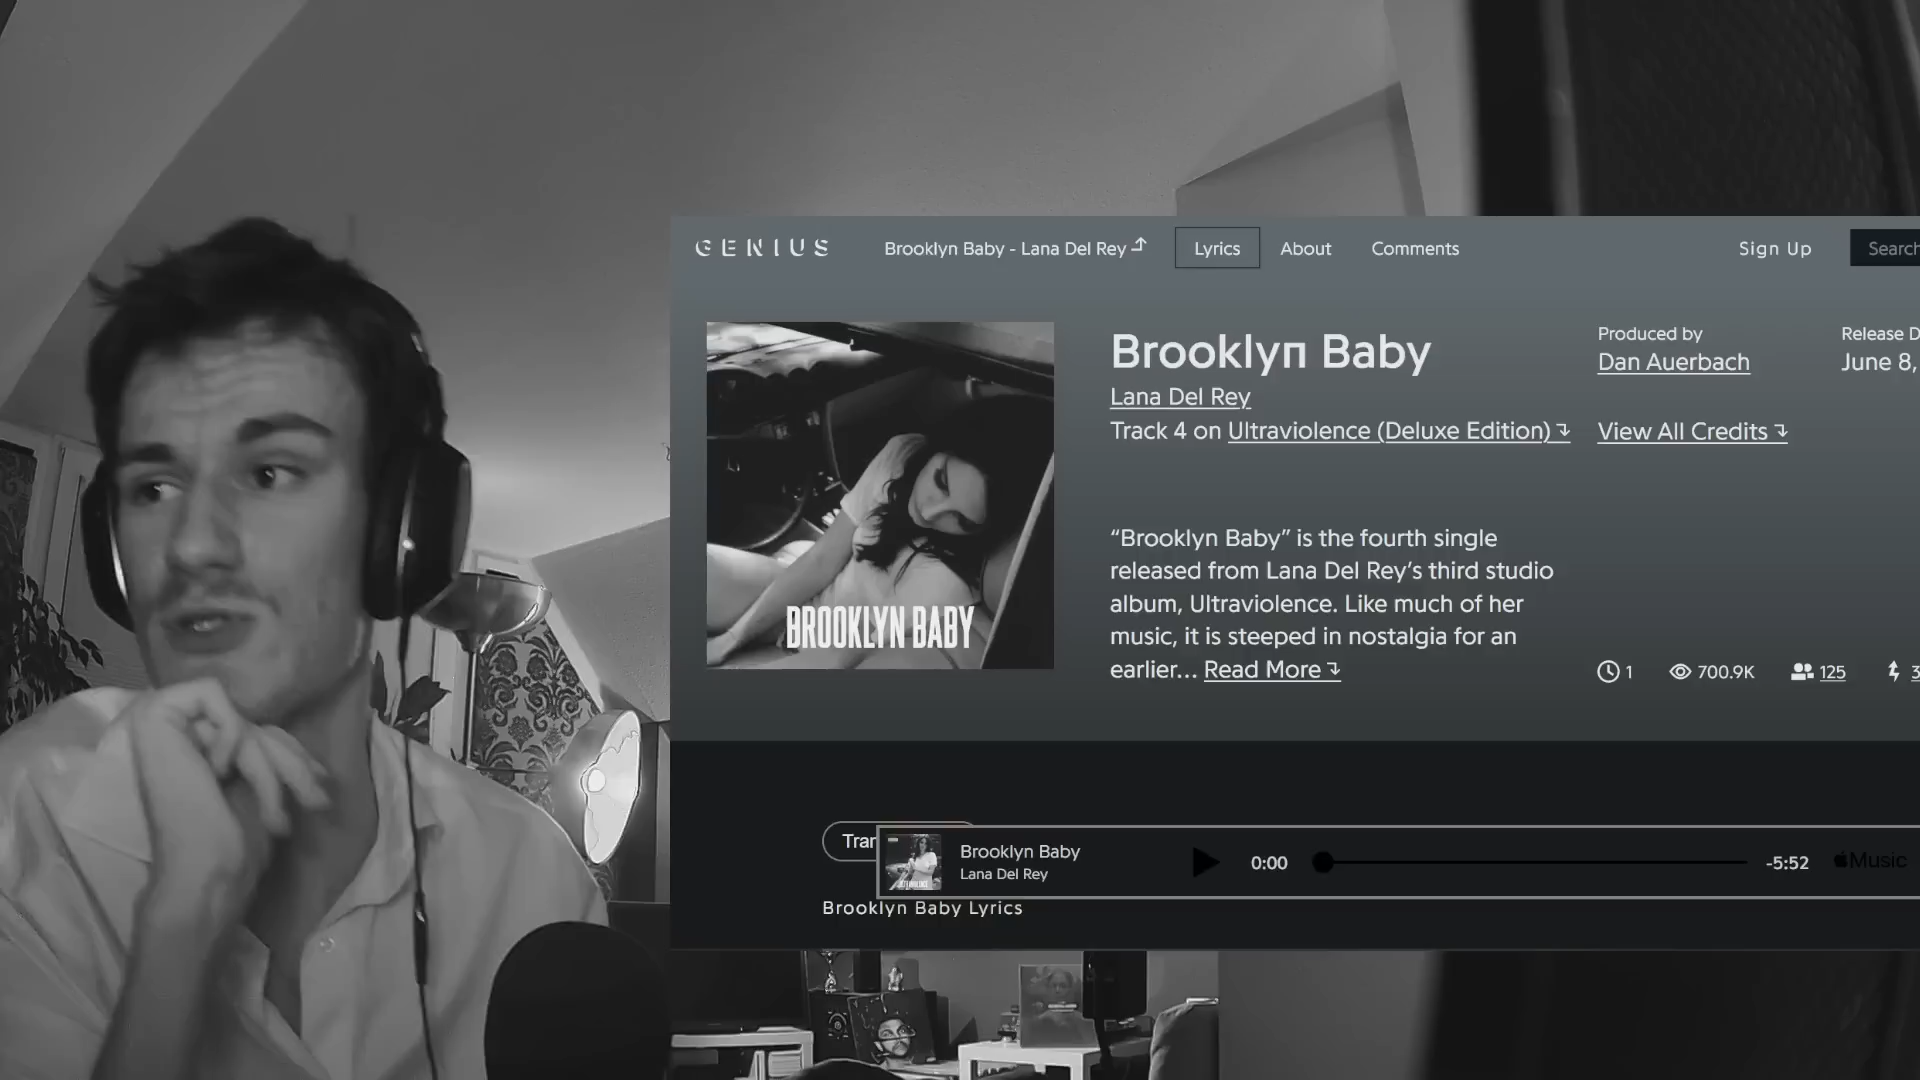 GENIUS
Brooklyn Baby - Lana Del Rey
Lyrics
About
Comments
Sign Up
Search
BROOKLYN BABY
Brooklyn Baby
Lana Del Rey
Track 4 on Ultraviolence (Deluxe Edition)
Produced by
Dan Auerbach
View All Credits
Release D
June 8,
“Brooklyn Baby” is the fourth single
released from Lana Del Rey’s third studio
album, Ultraviolence. Like much of her
music, it is steeped in nostalgia for an
earlier... Read More
1
700.9K
125
3
Tran
Brooklyn Baby
Lana Del Rey
0:00
-5:52
Music
Brooklyn Baby Lyrics